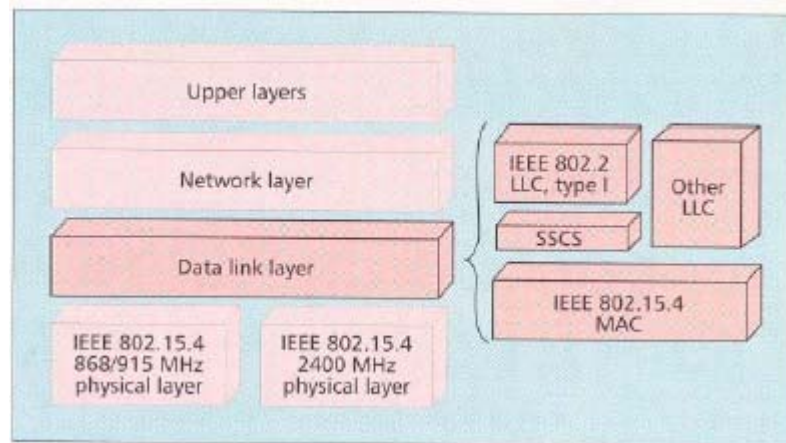 Upper layers
Network layer
Data link layer
IEEE 802.15.4
868/915 MHz
physical layer
IEEE 802.15.4
2400 MHz
physical layer
IEEE 802.2
LLC, type I
Other
LLC
SSCS
IEEE 802.15.4
MAC